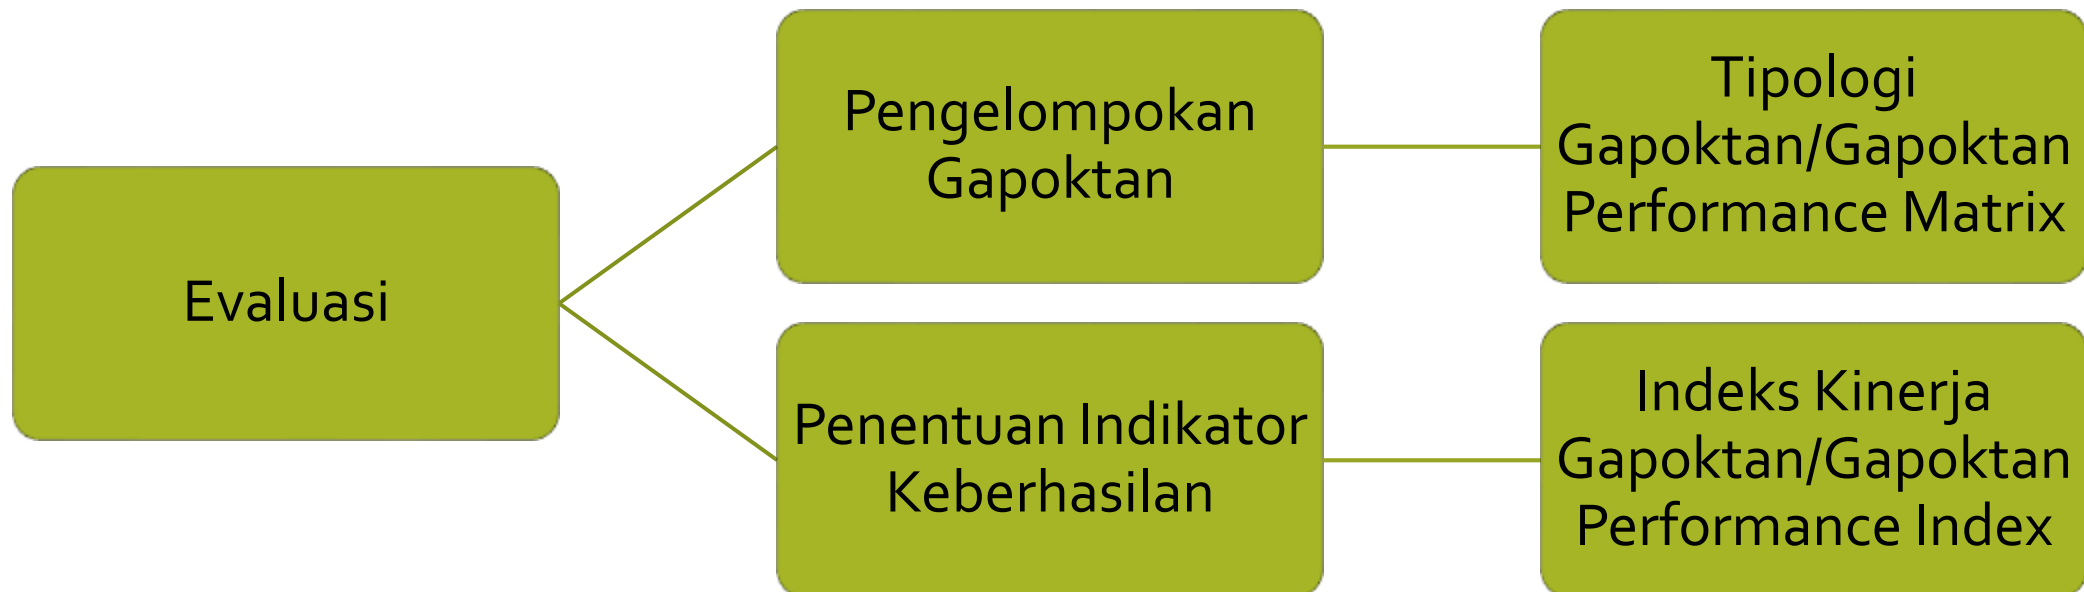 Evaluasi
Pengelompokan
Gapoktan
Tipologi
Gapoktan/Gapoktan
Performance Matrix
Penentuan Indikator
Keberhasilan
Indeks Kinerja
Gapoktan/Gapoktan
Performance Index